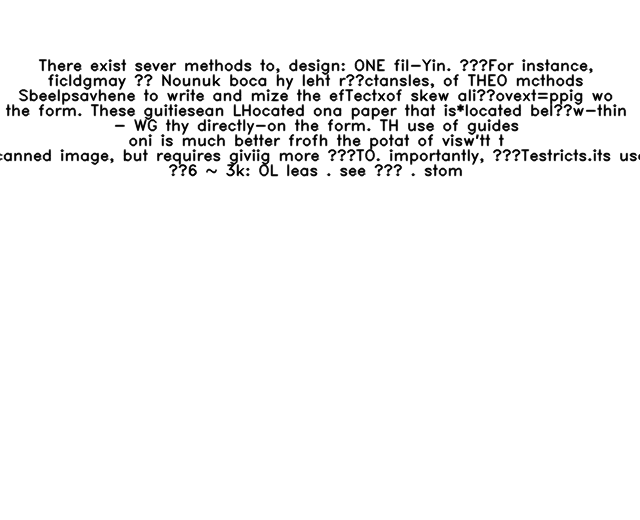 There exist sever methods to, design: ONE fil-Yin. ???For instance,
ficldgmay ?? Nounuk boca hy leht r??ctansles, of THEO mcthods
Sbeelpsavhene to write and mize the efTectxof skew ali??ovext=ppig wo
the form. These guitiesean LHocated ona paper that is*located bel??w-thin
- WG thy directly-on the form. TH use of guides
oni is much better frofh the potat of visw'tt t
canned image, but requires giviig more ???TO. importantly, ???Testricts.its use
??6 ~ 3k: OL leas . see ??? . stom